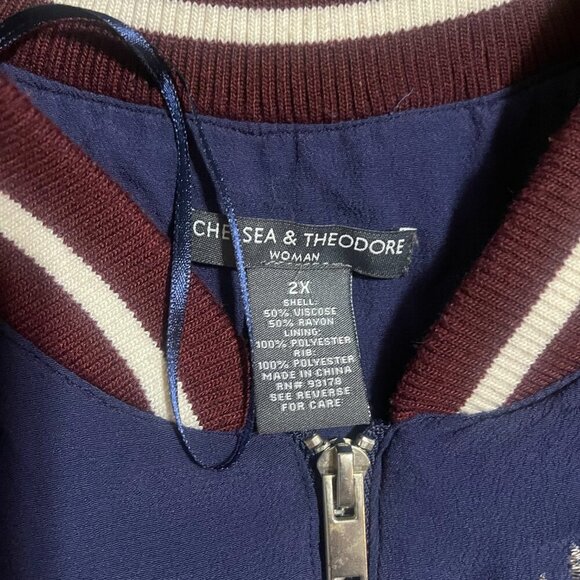 CHELSEA & THEODORE
WOMAN
2X
SHELL:
50% VISCOSE
50% RAYON
LINING:
100% POLYESTER
RIB:
100% POLYESTER
MADE IN CHINA
RN# 93178
SEE REVERSE
FOR CARE